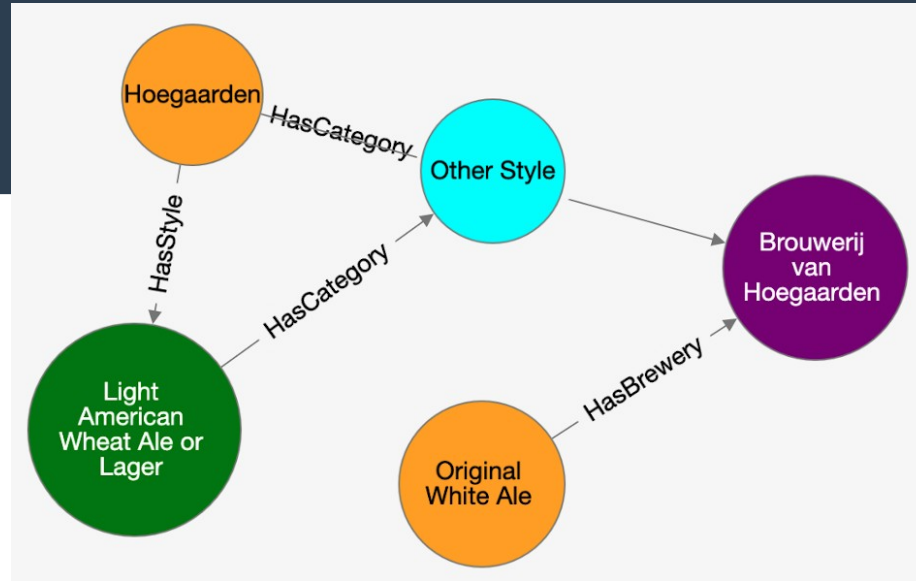 Hoegaarden
HasCategory
Other Style
HasStyle
HasCategory
Brouwerij
van
Hoegaarden
HasBrewery
Light
American
Wheat Ale or
Lager
Original
White Ale